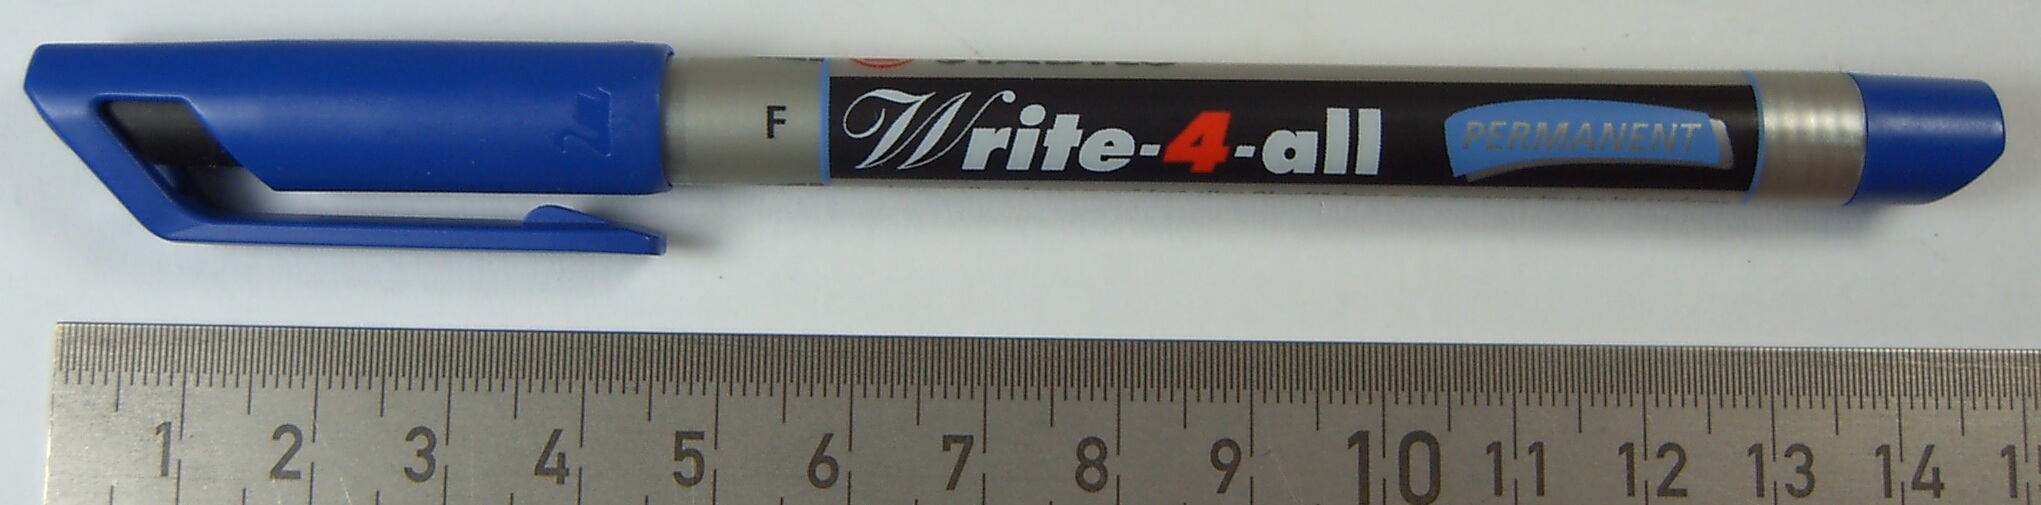 F
Write-4-all
PERMANENT
1 2 3 4 5 6 7 8 9 10 11 12 13 14